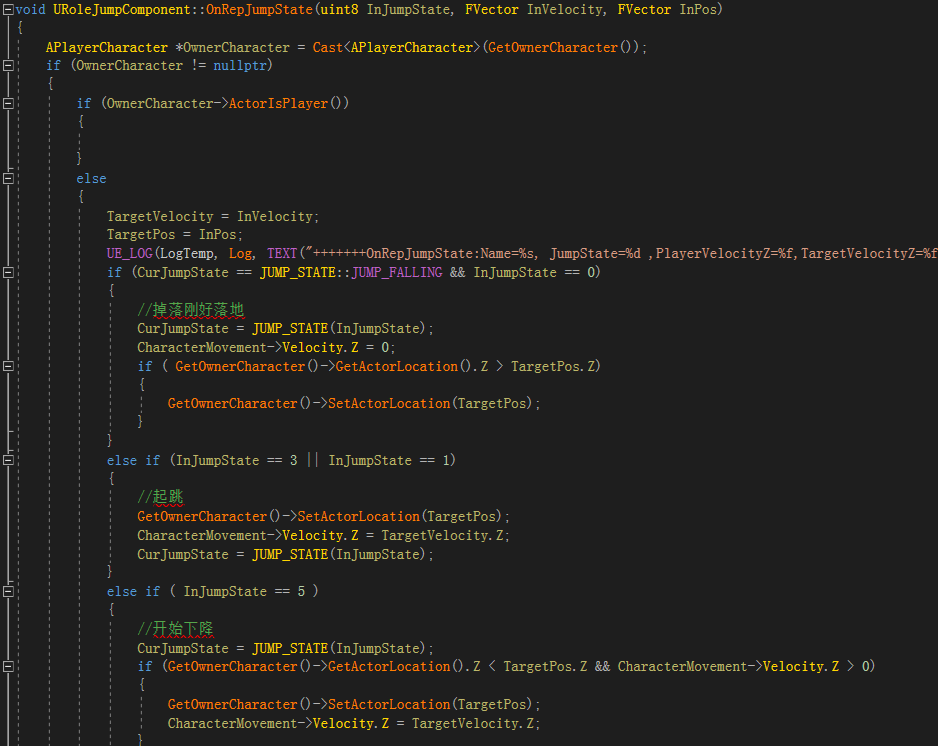 void URoleJumpComponent::OnRepJumpState(uint8 InJumpState, FVector InVelocity, FVector InPos)
{
APlayerCharacter *OwnerCharacter = Cast<APlayerCharacter>(GetOwnerCharacter());
if (OwnerCharacter != nullptr)
{
if (OwnerCharacter->ActorIsPlayer())
{
}
else
{
TargetVelocity = InVelocity;
TargetPos = InPos;
UE_LOG(LogTemp, Log, TEXT("+++++++OnRepJumpState:Name=%s, JumpState=%d ,PlayerVelocityZ=%f,TargetVelocityZ=%f
if (CurJumpState == JUMP_STATE::JUMP_FALLING && InJumpState == 0)
{
//掉落刚好落地
CurJumpState = JUMP_STATE(InJumpState);
CharacterMovement->Velocity.Z = 0;
if ( GetOwnerCharacter()->GetActorLocation().Z > TargetPos.Z)
{
GetOwnerCharacter()->SetActorLocation(TargetPos);
}
}
else if (InJumpState == 3 || InJumpState == 1)
{
//起跳
GetOwnerCharacter()->SetActorLocation(TargetPos);
CharacterMovement->Velocity.Z = TargetVelocity.Z;
CurJumpState = JUMP_STATE(InJumpState);
}
else if ( InJumpState == 5 )
{
//开始下降
CurJumpState = JUMP_STATE(InJumpState);
if (GetOwnerCharacter()->GetActorLocation().Z < TargetPos.Z && CharacterMovement->Velocity.Z > 0)
{
GetOwnerCharacter()->SetActorLocation(TargetPos);
CharacterMovement->Velocity.Z = TargetVelocity.Z;
}